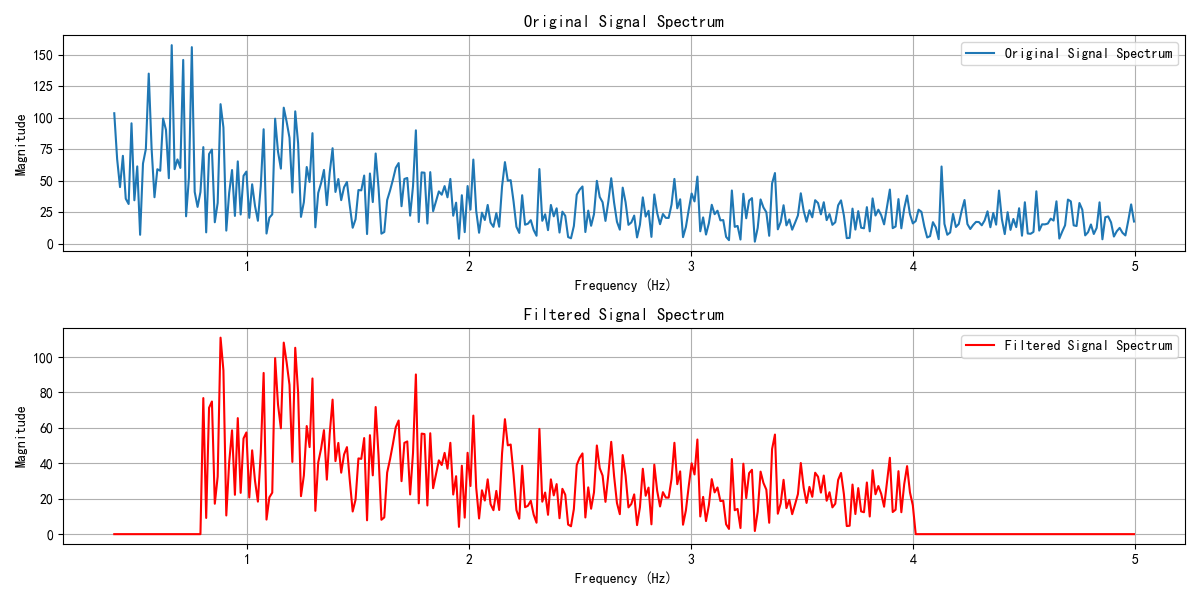 Original Signal Spectrum
Original Signal Spectrum
Magnitude
150
125
100
75
50
25
0
1
2
3
4
5
Frequency (Hz)
Filtered Signal Spectrum
Filtered Signal Spectrum
Magnitude
100
80
60
40
20
0
1
2
3
4
5
Frequency (Hz)